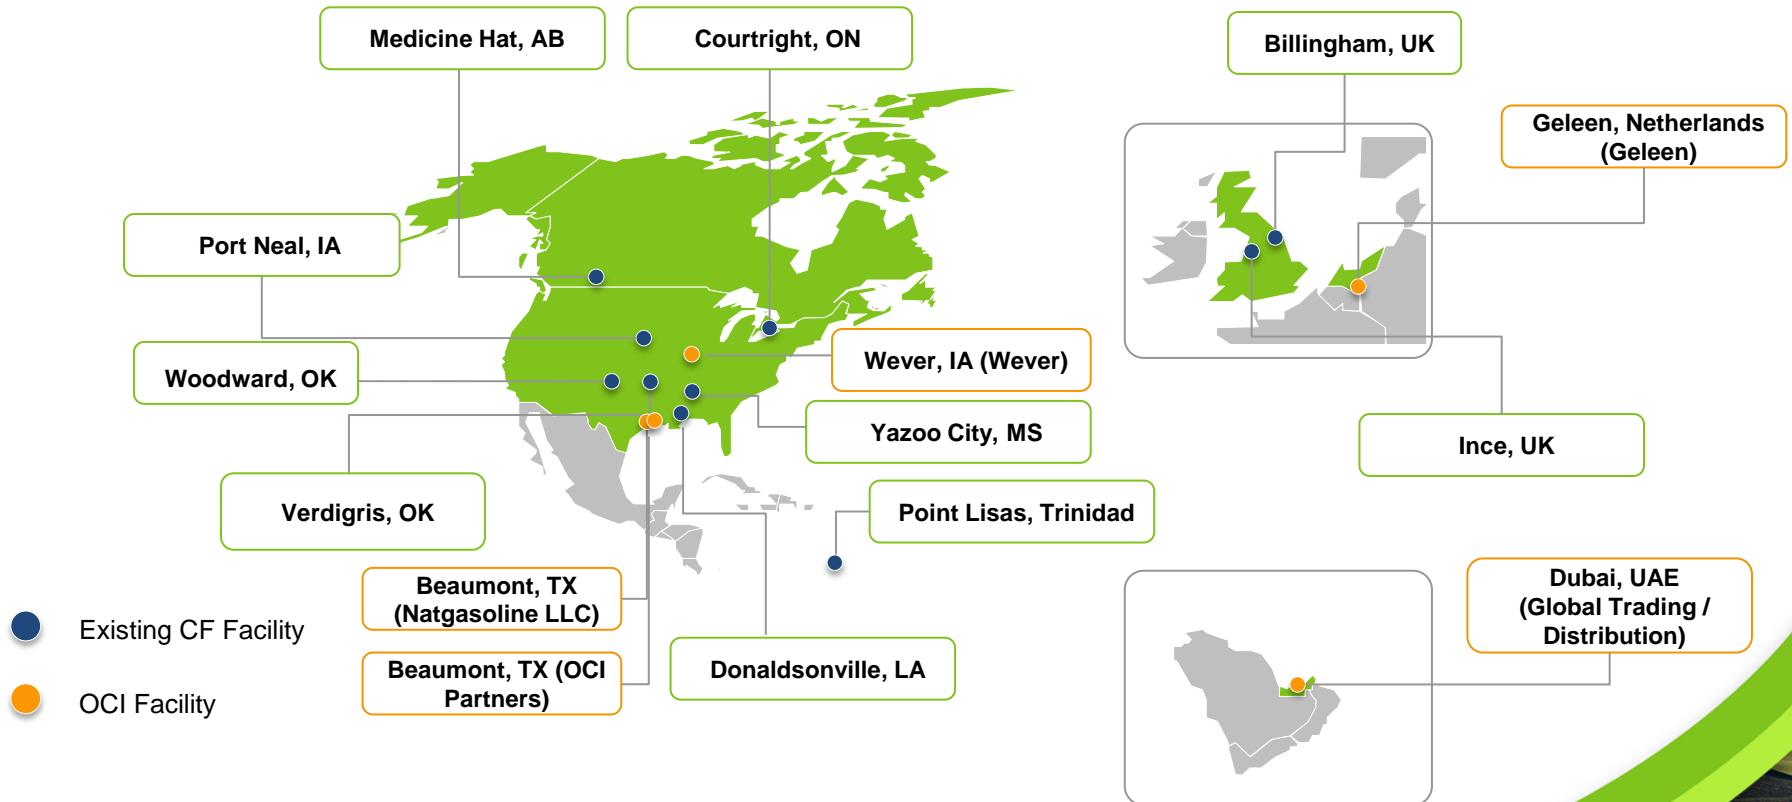 Medicine Hat, AB
Courtright, ON
Billingham, UK
Geleen, Netherlands
(Geleen)
Port Neal, IA
Woodward, OK
Wever, IA (Wever)
Yazoo City, MS
Ince, UK
Verdigris, OK
Point Lisas, Trinidad
Beaumont, TX
(Natgasoline LLC)
Dubai, UAE
(Global Trading /
Distribution)
Existing CF Facility
Beaumont, TX (OCI
Partners)
Donaldsonville, LA
OCI Facility